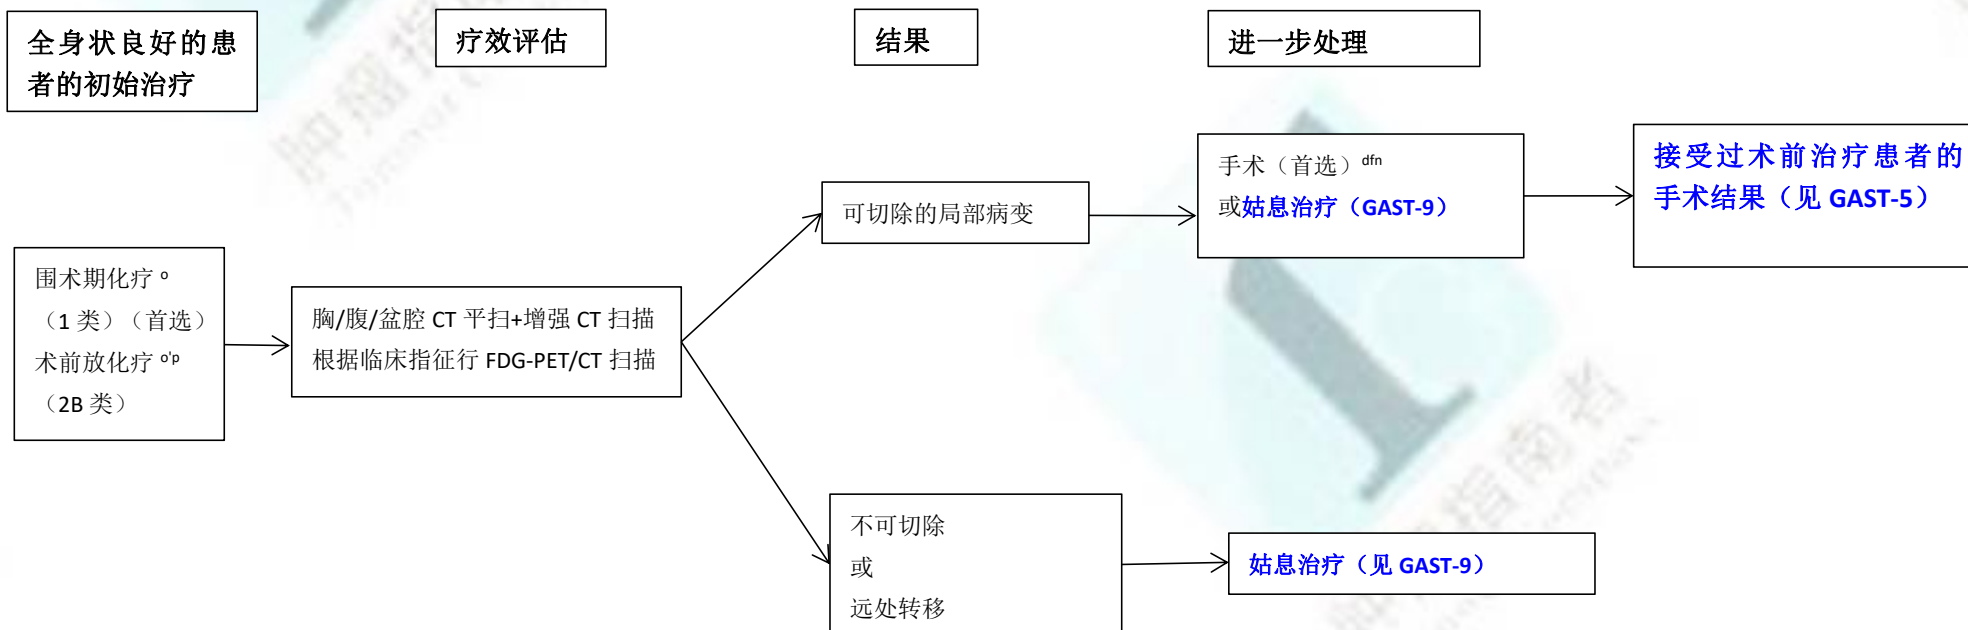 全身状良好的患
者的初始治疗
疗效评估
结果
进一步处理
围术期化疗 o
（1 类）（首选）
术前放化疗 o'p
（2B 类）
胸/腹/盆腔 CT 平扫+增强 CT 扫描
根据临床指征行 FDG-PET/CT 扫描
可切除的局部病变
手术（首选）dfn
或姑息治疗（GAST-9）
接受过术前治疗患者的
手术结果（见 GAST-5）
不可切除
或
远处转移
姑息治疗（见 GAST-9）
肿瘤指南者